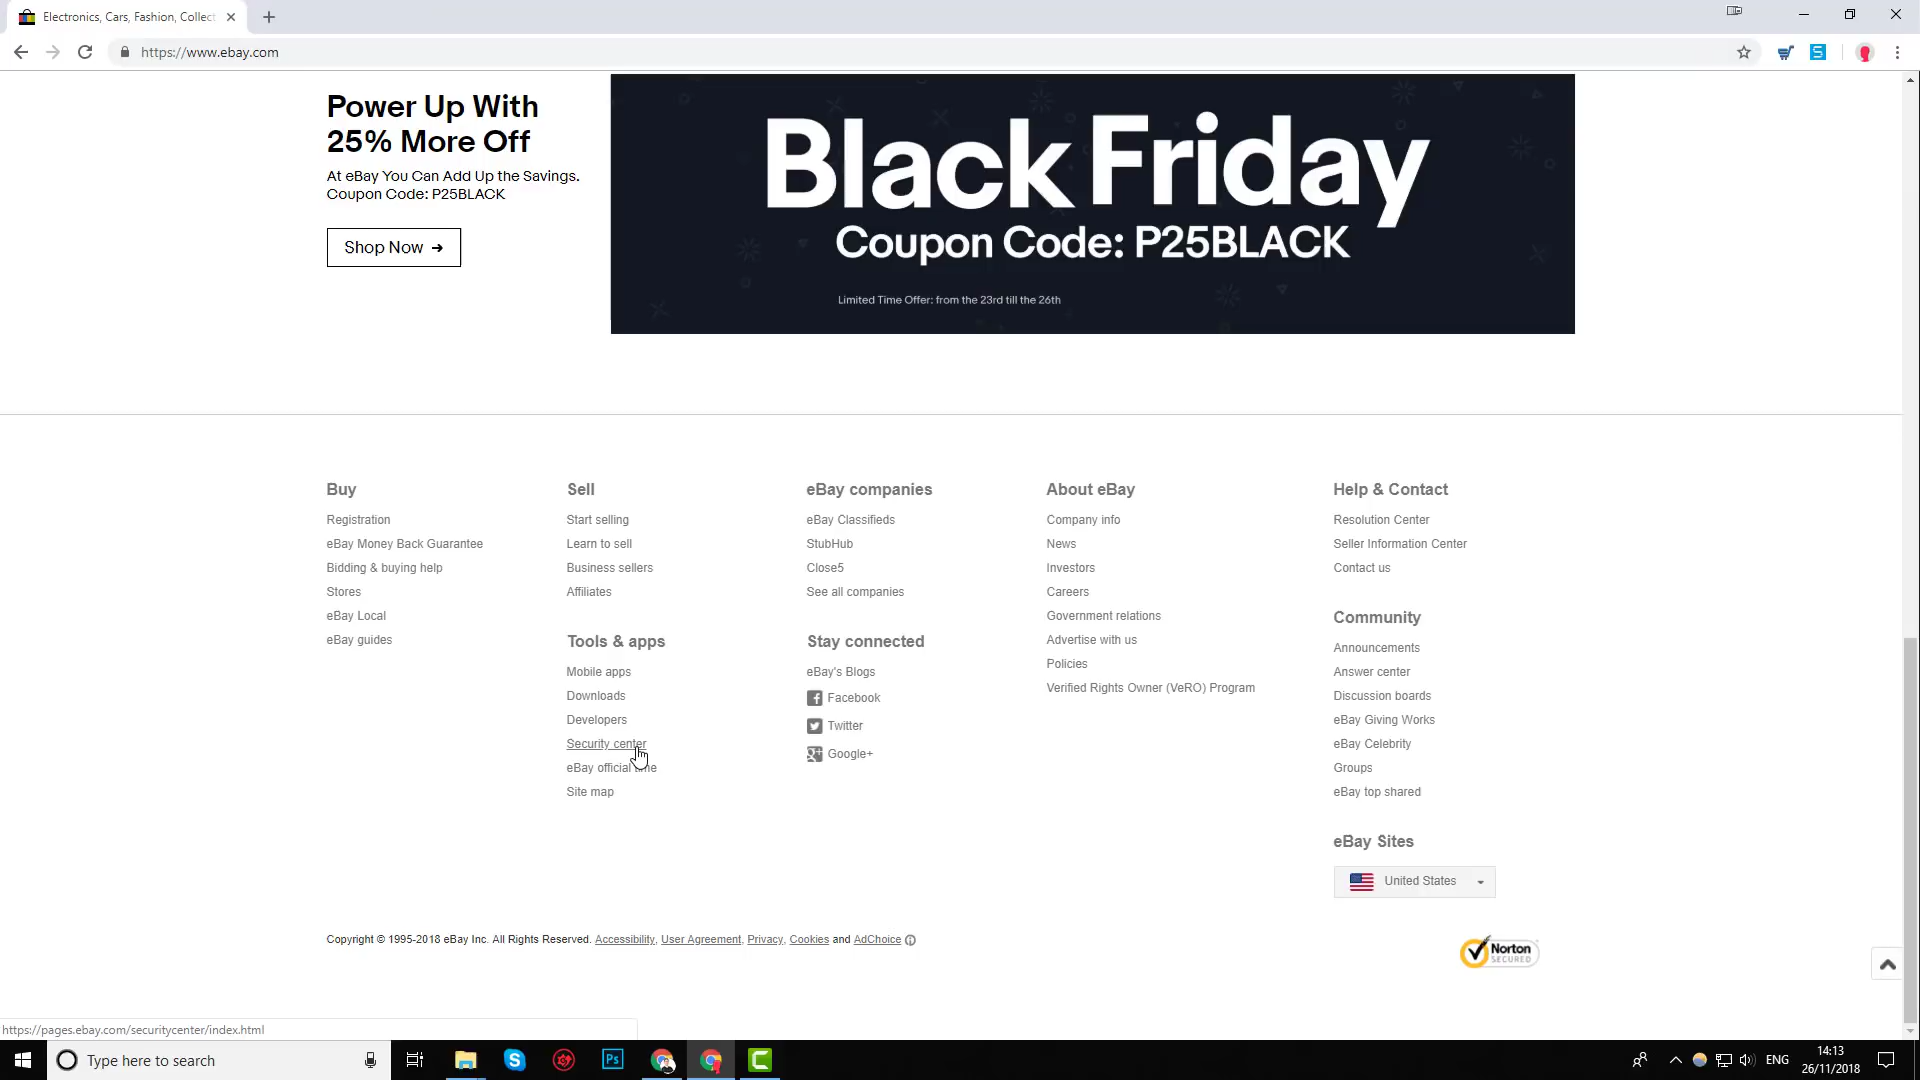 Electronics, Cars, Fashion, Collect
https://www.ebay.com
S
Power Up With
25% More Off
At eBay You Can Add Up the Savings.
Coupon Code: P25BLACK
Shop Now →
Black Friday
Coupon Code: P25BLACK
Limited Time Offer: from the 23rd till the 26th
Buy
Registration
eBay Money Back Guarantee
Bidding & buying help
Stores
eBay Local
eBay guides
Sell
Start selling
Learn to sell
Business sellers
Affiliates
Tools & apps
Mobile apps
Downloads
Developers
Security center
eBay official
Site map
eBay companies
eBay Classifieds
StubHub
Close5
See all companies
Stay connected
eBay's Blogs
Facebook
Twitter
Google+
About eBay
Company info
News
Investors
Careers
Government relations
Advertise with us
Policies
Verified Rights Owner (VeRO) Program
Help & Contact
Resolution Center
Seller Information Center
Contact us
Community
Announcements
Answer center
Discussion boards
eBay Giving Works
eBay Celebrity
Groups
eBay top shared
eBay Sites
United States
Copyright © 1995-2018 eBay Inc. All Rights Reserved. Accessibility, User Agreement, Privacy, Cookies and AdChoice
Norton
SECURED
https://pages.ebay.com/securitycenter/index.html
Type here to search
Ps
ENG
14:13
26/11/2018